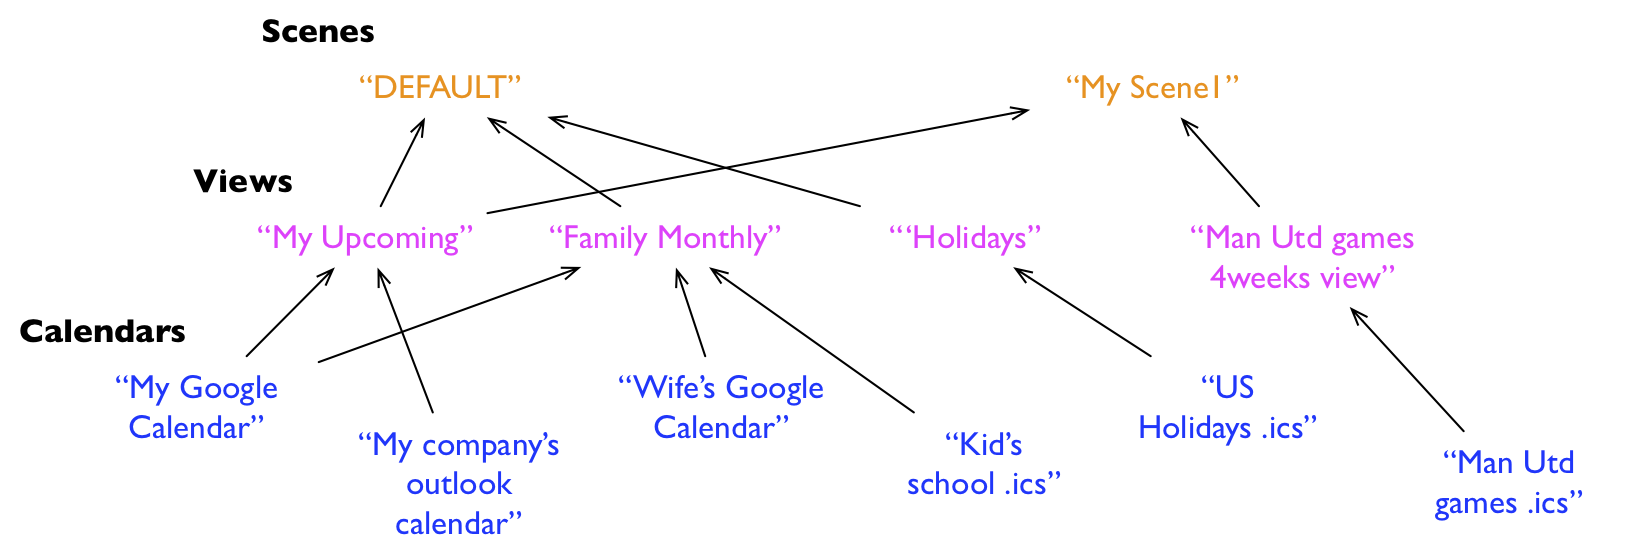 Scenes
“DEFAULT”
“My Scene1”
Views
“My Upcoming”
“Family Monthly”
““Holidays”
“Man Utd games
4weeks view”
Calendars
“My Google
Calendar”
“My company’s
outlook
calendar”
“Wife’s Google
Calendar”
“Kid’s
school .ics”
“US
Holidays .ics”
“Man Utd
games .ics”